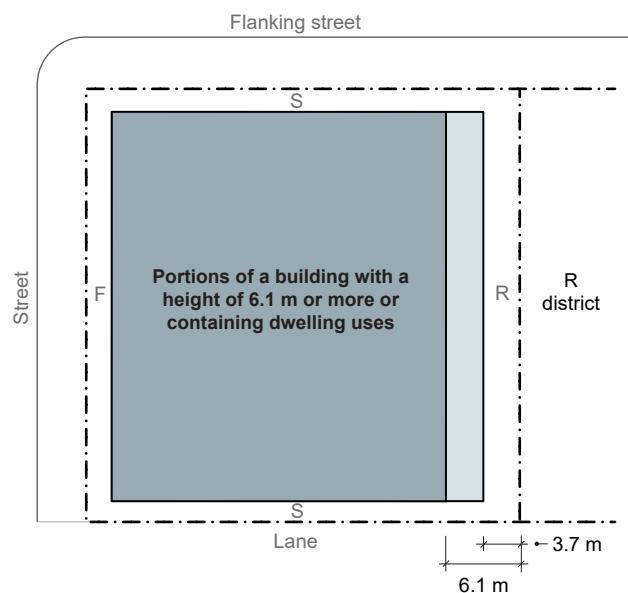 Flanking street
S
Street
F
Portions of a building with a
height of 6.1 m or more or
containing dwelling uses
R
R
district
S
Lane
3.7 m
6.1 m